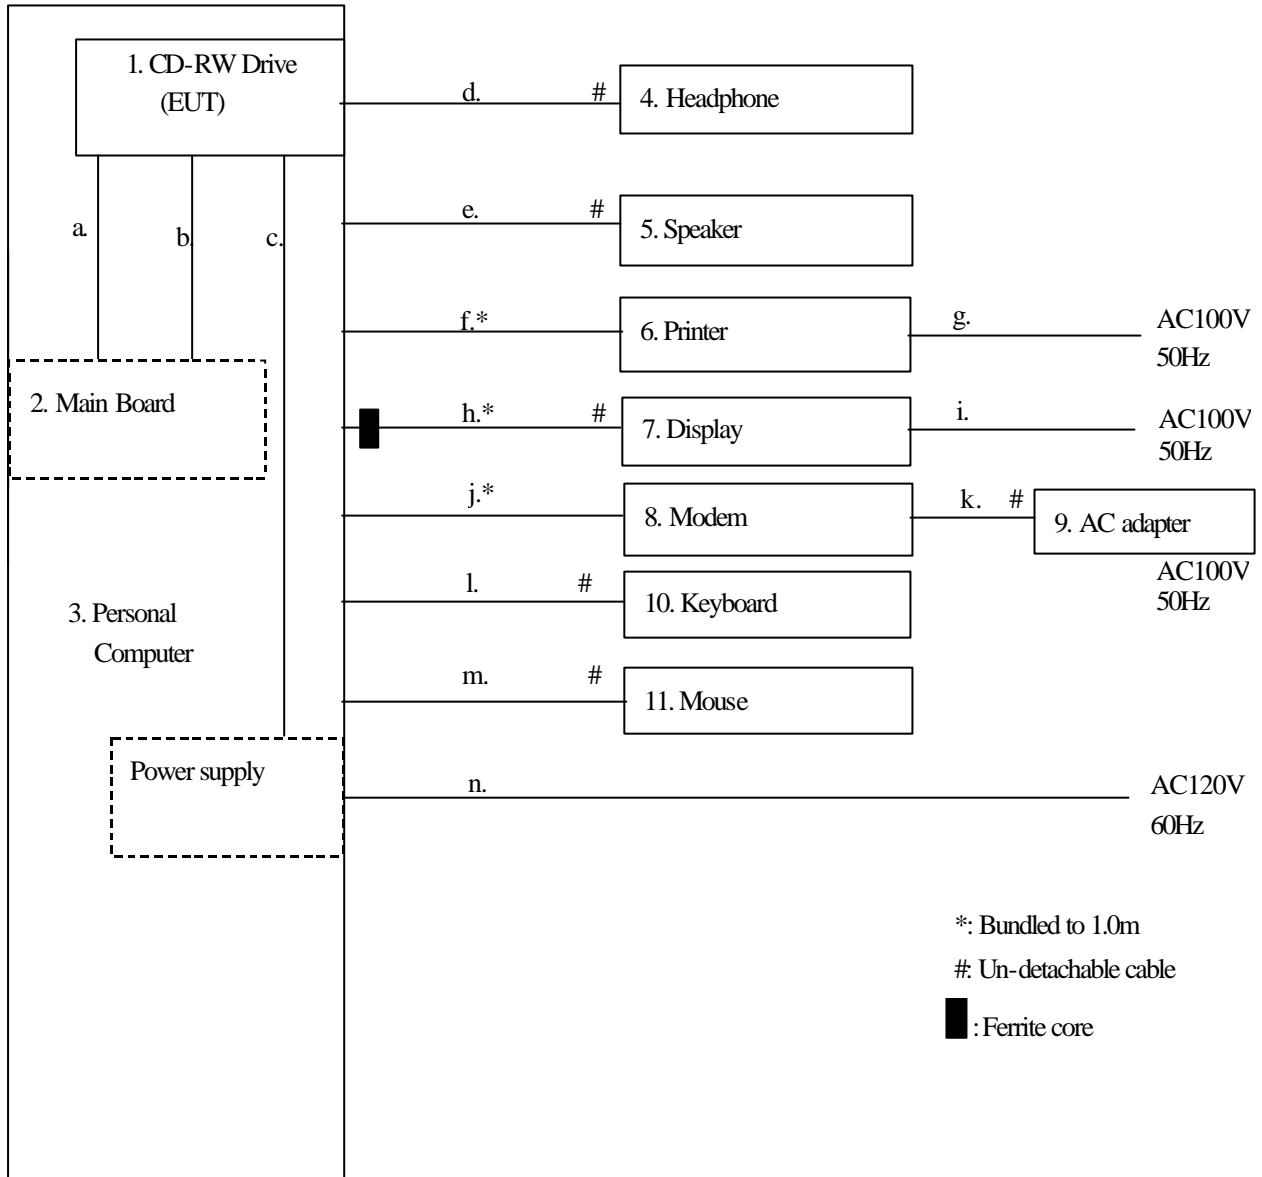 1. CD-RW Drive
(EUT)
d.
#
4. Headphone
a.
b.
c.
e.
#
5. Speaker
f.*
6. Printer
g.
AC100V
50Hz
2. Main Board
h.*
#
7. Display
i.
AC100V
50Hz
j.*
8. Modem
k.
#
9. AC adapter
AC100V
50Hz
3. Personal
Computer
l.
#
10. Keyboard
m.
#
11. Mouse
Power supply
n.
AC120V
60Hz
*: Bundled to 1.0m
#: Un-detachable cable
: Ferrite core